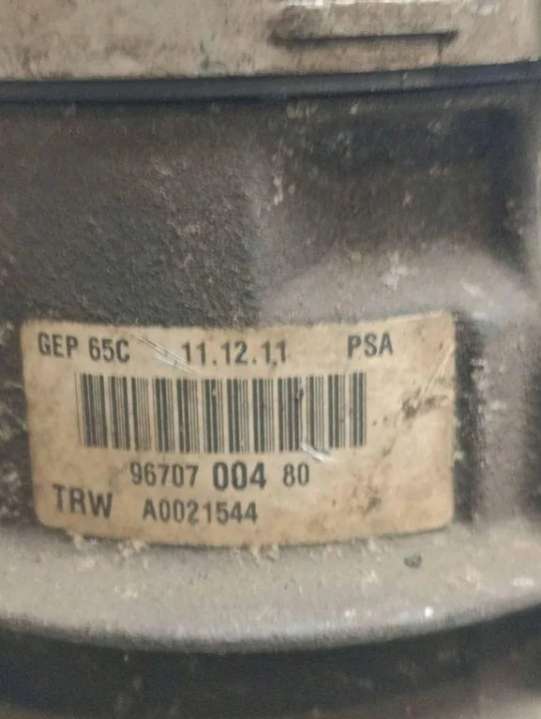 GEP 65C 11.12.11 PSA
96707 004 80
TRW A0021544